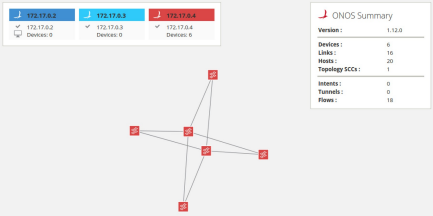 172.17.0.2
172.17.0.2
Devices: 0
172.17.0.3
172.17.0.3
Devices: 0
172.17.0.4
172.17.0.4
Devices: 6
ONOS Summary
Version : 1.12.0
Devices : 6
Links : 16
Hosts : 20
Topology SCCs : 1
Intents : 0
Tunnels : 0
Flows : 18